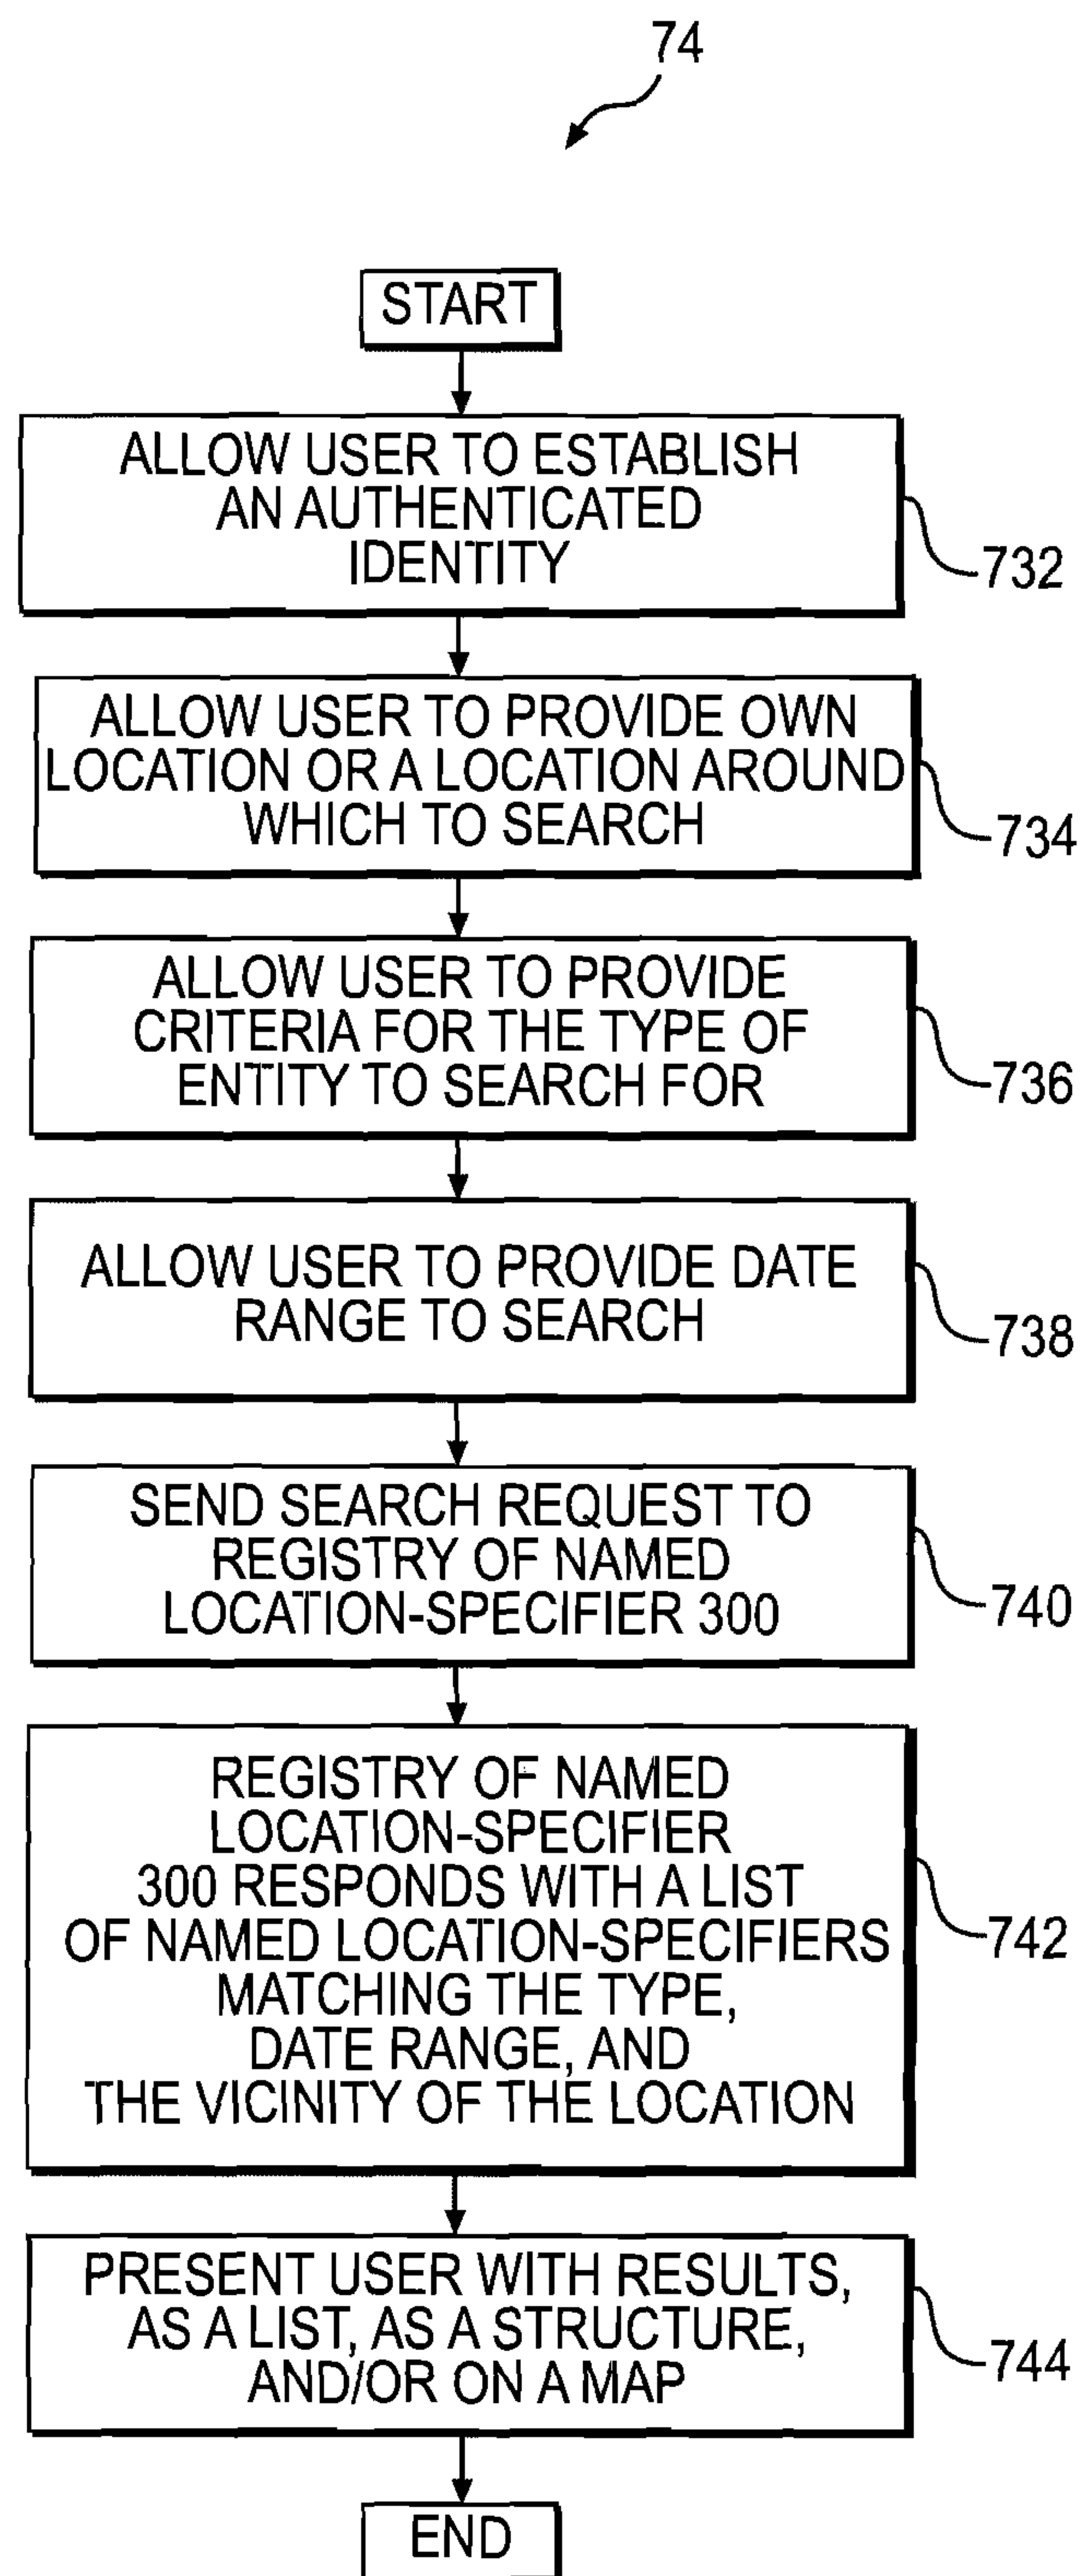 74
START
ALLOW USER TO ESTABLISH
AN AUTHENTICATED
IDENTITY
732
ALLOW USER TO PROVIDE OWN
LOCATION OR A LOCATION AROUND
WHICH TO SEARCH
734
ALLOW USER TO PROVIDE
CRITERIA FOR THE TYPE OF
ENTITY TO SEARCH FOR
736
ALLOW USER TO PROVIDE DATE
RANGE TO SEARCH
738
SEND SEARCH REQUEST TO
REGISTRY OF NAMED
LOCATION-SPECIFIER 300
740
REGISTRY OF NAMED
LOCATION-SPECIFIER
300 RESPONDS WITH A LIST
OF NAMED LOCATION-SPECIFIERS
MATCHING THE TYPE,
DATE RANGE, AND
THE VICINITY OF THE LOCATION
742
PRESENT USER WITH RESULTS,
AS A LIST, AS A STRUCTURE,
AND/OR ON A MAP
744
END